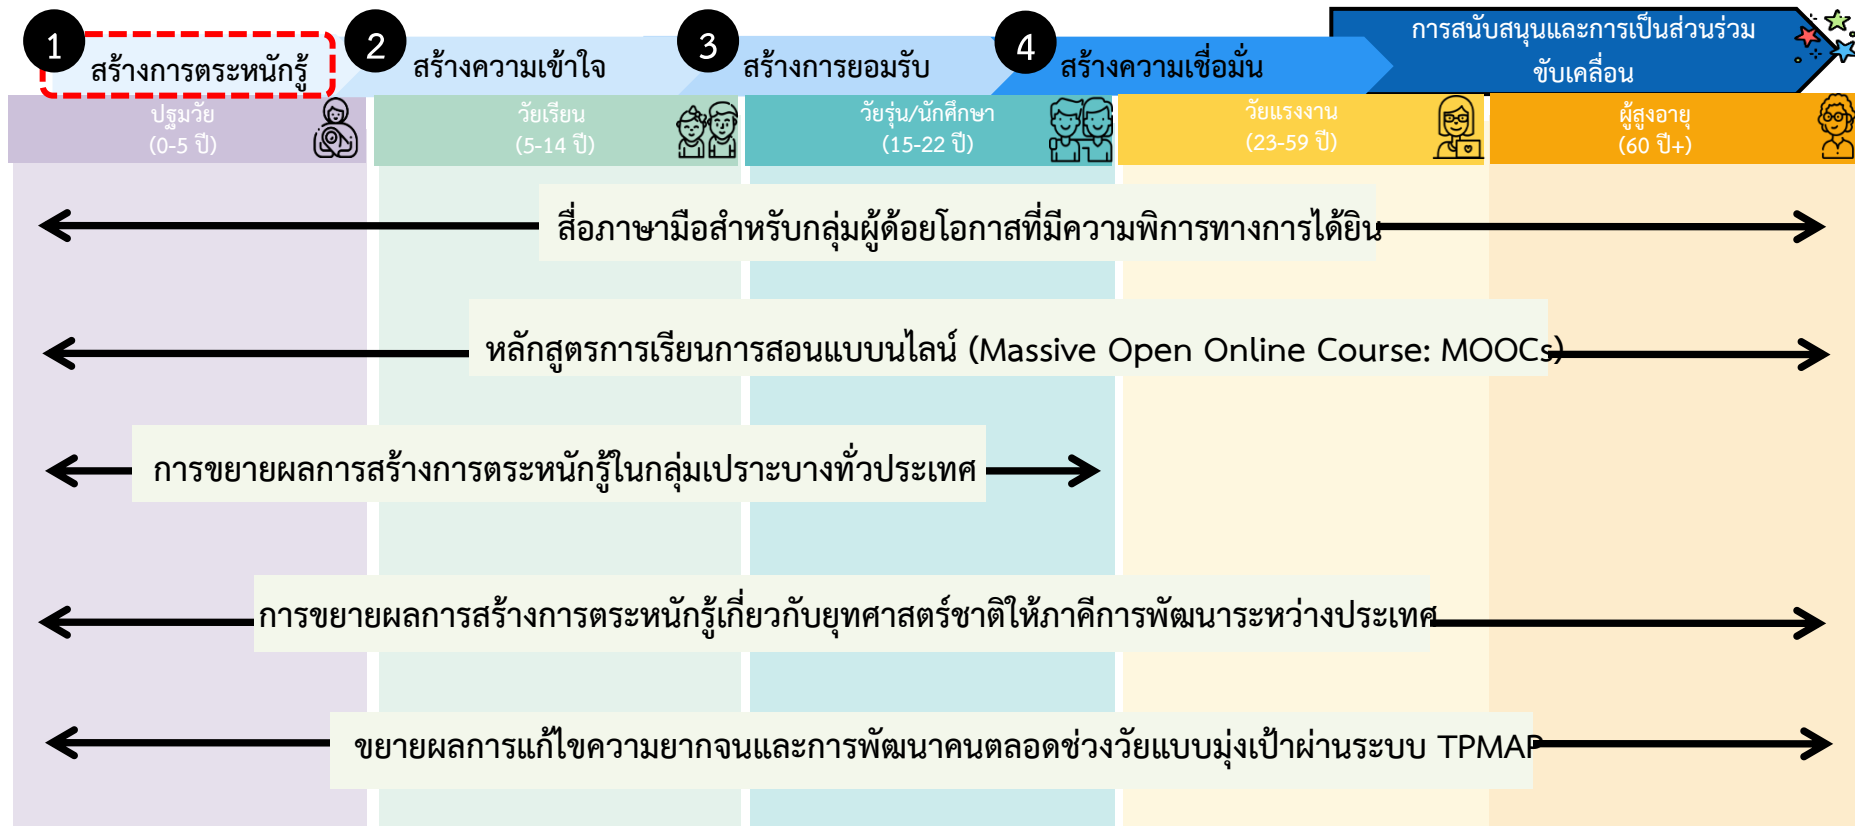 1
สร้างการตระหนักรู้
2
สร้างความเข้าใจ
3
สร้างการยอมรับ
4
สร้างความเชื่อมั่น
การสนับสนุนและการเป็นส่วนร่วม
ขับเคลื่อน
ปฐมวัย
(0-5 ปี)
วัยเรียน
(5-14 ปี)
วัยรุ่น/นักศึกษา
(15-22 ปี)
วัยแรงงาน
(23-59 ปี)
ผู้สูงอายุ
(60 ปี+)
สื่อภาษามือสำหรับกลุ่มผู้ด้อยโอกาสที่มีความพิการทางการได้ยิน
หลักสูตรการเรียนการสอนแบบนไลน์ (Massive Open Online Course: MOOCs)
การขยายผลการสร้างการตระหนักรู้ในกลุ่มเปราะบางทั่วประเทศ
การขยายผลการสร้างการตระหนักรู้เกี่ยวกับยุทศาสตร์ชาติให้ภาคีการพัฒนาระหว่างประเทศ
ขยายผลการแก้ไขความยากจนและการพัฒนาคนตลอดช่วงวัยแบบมุ่งเป้าผ่านระบบ TPMAP